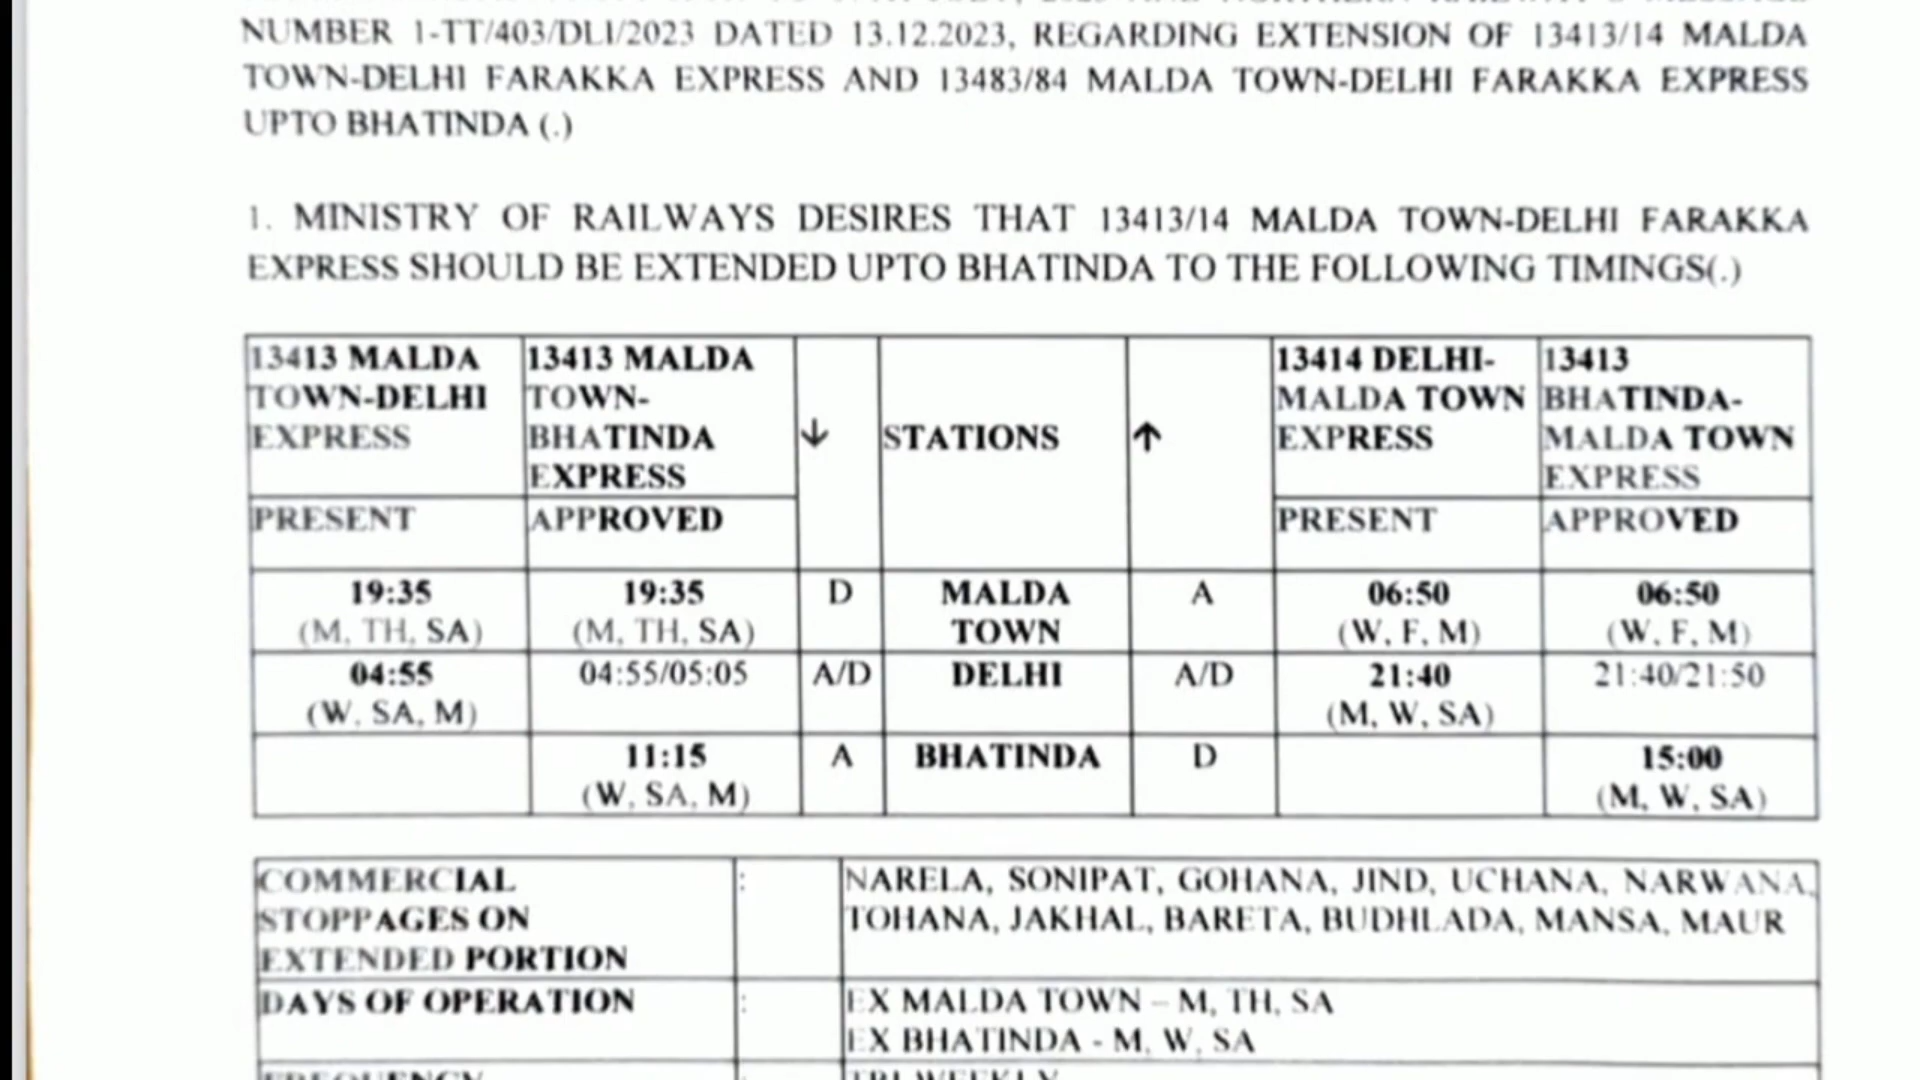 NUMBER 1-TT/403/DLI/2023 DATED 13.12.2023, REGARDING EXTENSION OF 13413/14 MALDA
TOWN-DELHI FARAKKA EXPRESS AND 13483/84 MALDA TOWN-DELHI FARAKKA EXPRESS
UPTO BHATINDA (.)
1. MINISTRY OF RAILWAYS DESIRES THAT 13413/14 MALDA TOWN-DELHI FARAKKA
EXPRESS SHOULD BE EXTENDED UPTO BHATINDA TO THE FOLLOWING TIMINGS(.)
13413 MALDA
TOWN-DELHI
EXPRESS
13413 MALDA
TOWN-
BHATINDA
EXPRESS
↓
STATIONS
↑
13414 DELHI-
MALDA TOWN
EXPRESS
13413
BHATINDA-
MALDA TOWN
EXPRESS
PRESENT
APPROVED
PRESENT
APPROVED
19:35
(M, TH, SA)
19:35
(M, TH, SA)
D
MALDA
TOWN
A
06:50
(W, F, M)
06:50
(W, F, M)
04:55
(W, SA, M)
04:55/05:05
A/D
DELHI
A/D
21:40
(M, W, SA)
21:40/21:50
11:15
(W, SA, M)
A
BHATINDA
D
15:00
(M, W, SA)
COMMERCIAL
STOPPAGES ON
EXTENDED PORTION
:
NARELA, SONIPAT, GOHANA, JIND, UCHANA, NARWANA,
TOHANA, JAKHAL, BARETA, BUDHLADA, MANSA, MAUR
DAYS OF OPERATION
:
EX MALDA TOWN – M, TH, SA
EX BHATINDA - M, W, SA
FREQUENCY
:
TRI WEEKLY